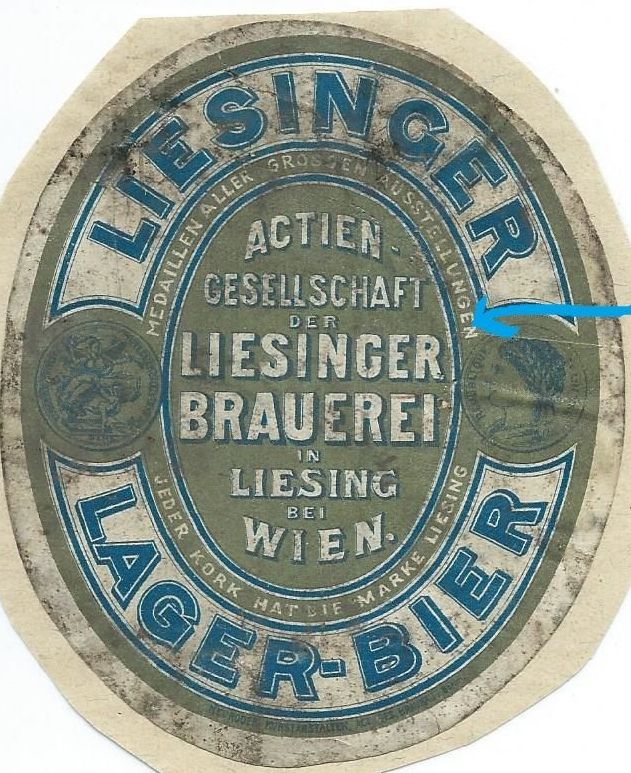 LIESINGER
MEDAILLEN ALLER GROSSEN AUSSTELLUNGEN
ACTIEN-
GESELLSCHAFT
DER
LIESINGER
BRAUEREI
IN
LIESING
BEI
WIEN.
JEDER KORK HAT DIE MARKE LIESING
LAGER-BIER